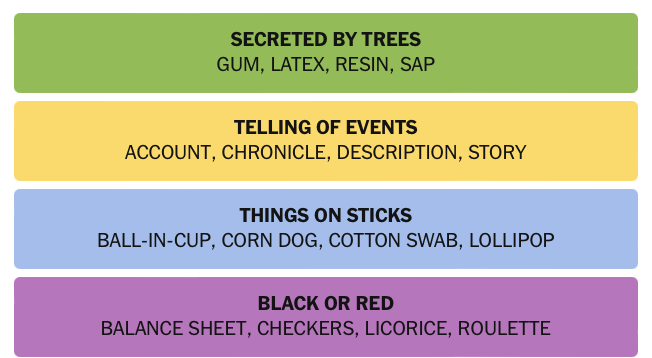 SECRETED BY TREES
GUM, LATEX, RESIN, SAP
TELLING OF EVENTS
ACCOUNT, CHRONICLE, DESCRIPTION, STORY
THINGS ON STICKS
BALL-IN-CUP, CORN DOG, COTTON SWAB, LOLLIPOP
BLACK OR RED
BALANCE SHEET, CHECKERS, LICORICE, ROULETTE